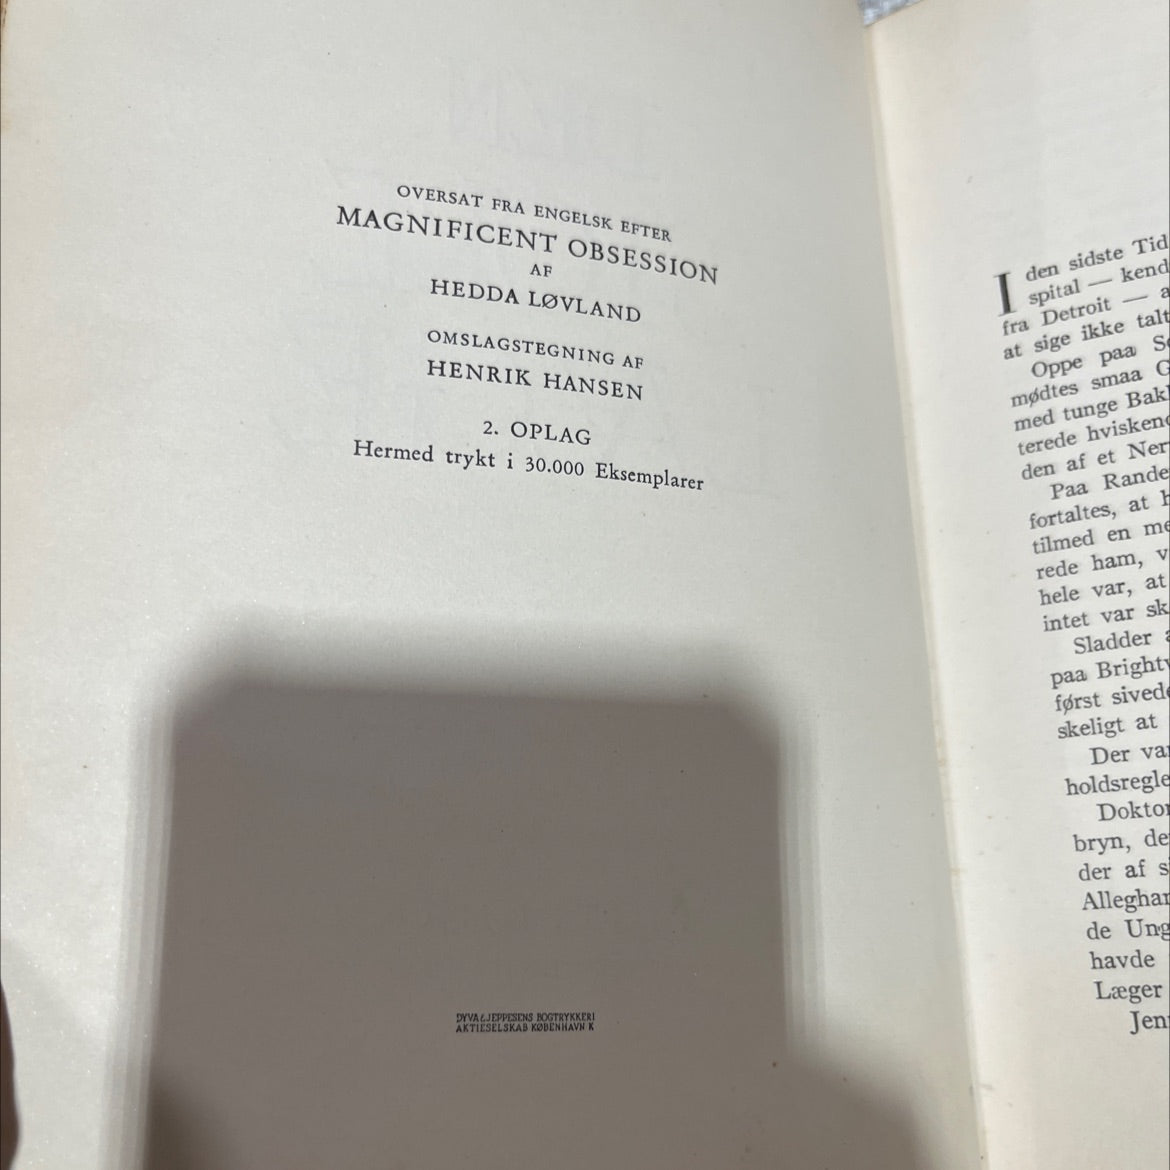 OVERSAT FRA ENGELSK EFTER
MAGNIFICENT OBSESSION
AF
HEDDA LØVLAND
OMSLAGSTEGNING AF
HENRIK HANSEN
2. OPLAG
Hermed trykt i 30.000 Eksemplarer
DYVA & JEPPESENS BOGTRYKKERI
AKTIESELSKAB KØBENHAVN K
I den sidste Tid
spital — kend
fra Detroit — a
at sige ikke talt
Oppe paa
mødtes smaa G
med tunge Bak
terede hvisken
den af et Ner
Paa Rande
fortaltes, at
tilmed en me
rede ham, v
hele var, at
intet var sk
Sladder a
paa Brightw
først sived
skeligt at
Der var
holdsregle
Doktor
bryn, de
der af s
Alleghan
de Ung
havde
Læger
Jen